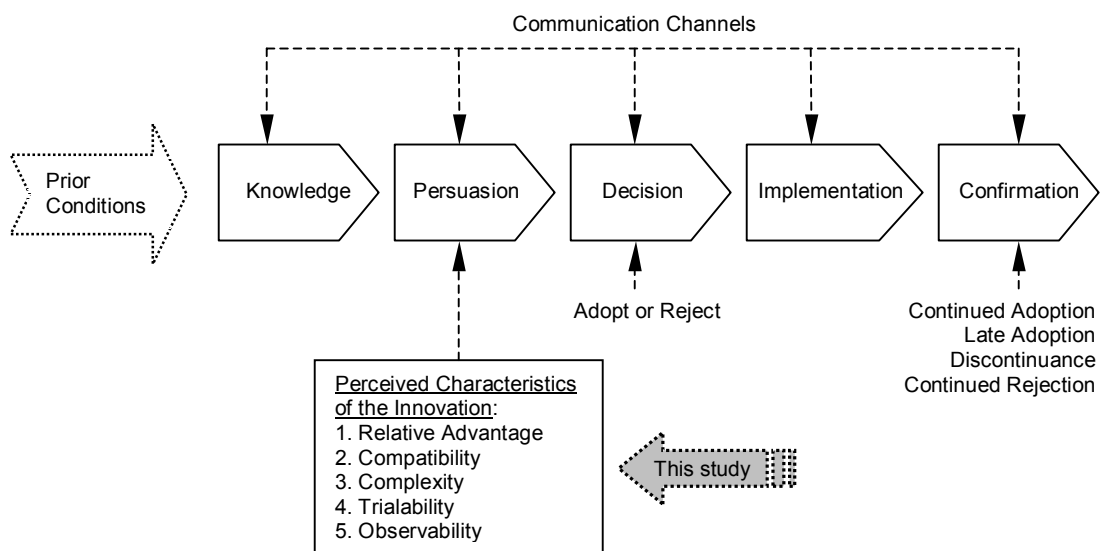 Communication Channels
Prior
Conditions
Knowledge
Persuasion
Decision
Implementation
Confirmation
Adopt or Reject
Continued Adoption
Late Adoption
Discontinuance
Continued Rejection
Perceived Characteristics
of the Innovation:
1. Relative Advantage
2. Compatibility
3. Complexity
4. Trialability
5. Observability
This study